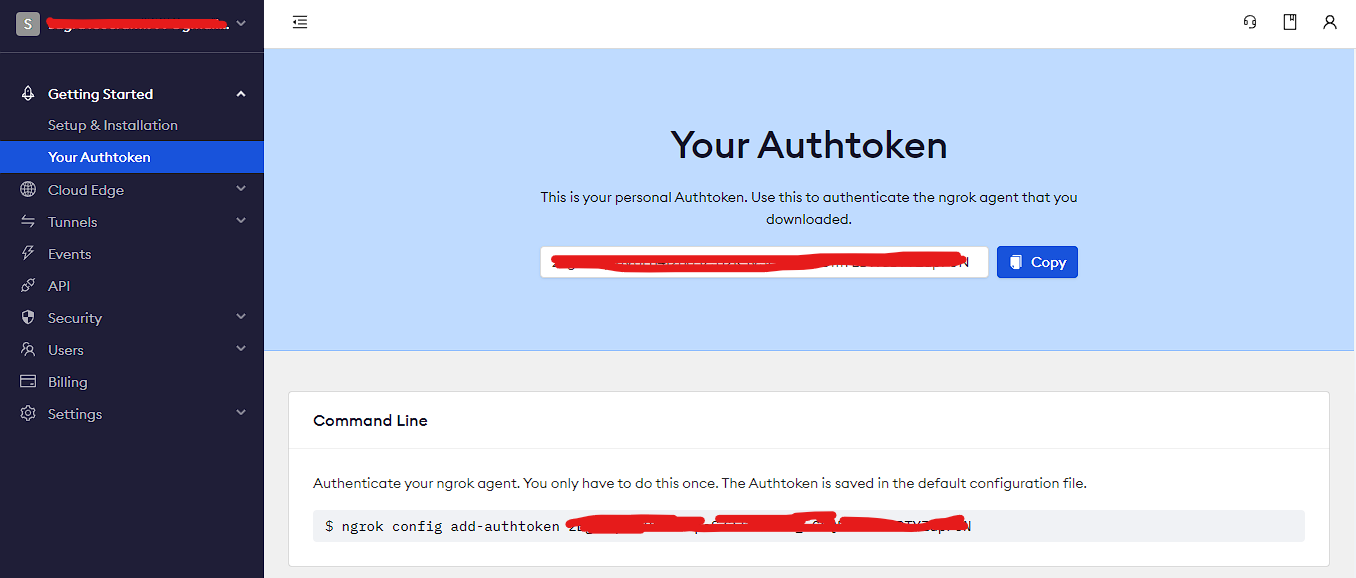 S
Getting Started
Setup & Installation
Your Authtoken
Cloud Edge
Tunnels
Events
API
Security
Users
Billing
Settings
Your Authtoken
This is your personal Authtoken. Use this to authenticate the ngrok agent that you
downloaded.
Copy
Command Line
Authenticate your ngrok agent. You only have to do this once. The Authtoken is saved in the default configuration file.
$ ngrok config add-authtoken